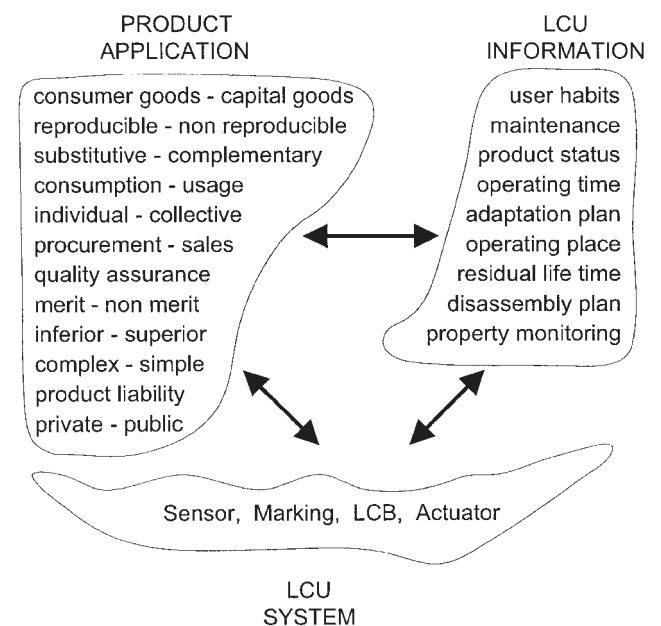 PRODUCT
APPLICATION
consumer goods - capital goods
reproducible - non reproducible
substitutive - complementary
consumption - usage
individual - collective
procurement - sales
quality assurance
merit - non merit
inferior - superior
complex - simple
product liability
private - public
LCU
INFORMATION
user habits
maintenance
product status
operating time
adaptation plan
operating place
residual life time
disassembly plan
property monitoring
Sensor, Marking, LCB, Actuator
LCU
SYSTEM